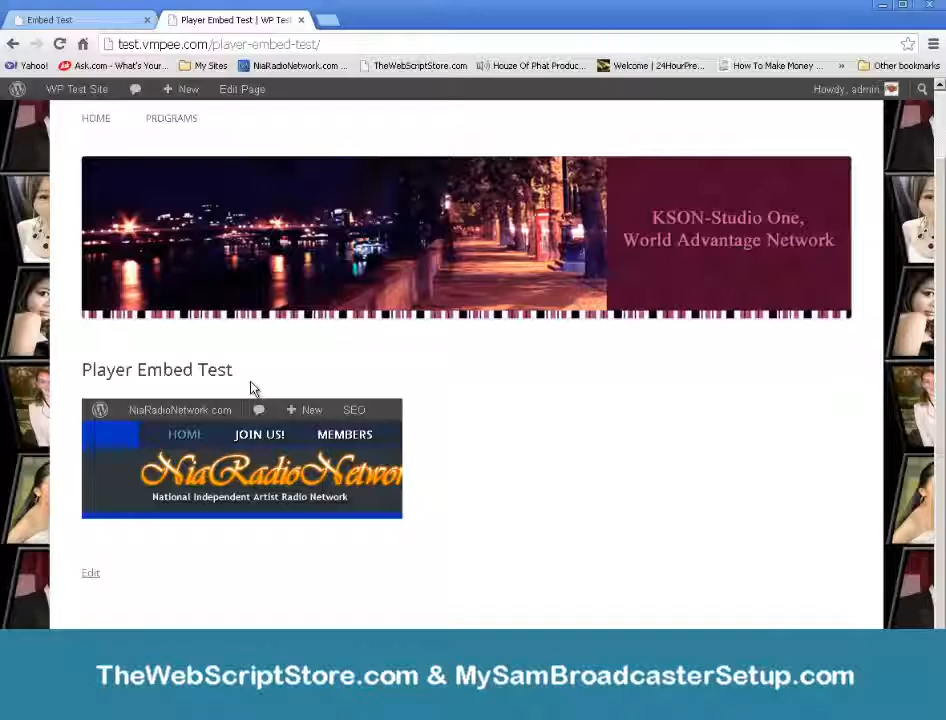 Embed Test
Player Embed Test | WP Test
test.vmpee.com/player-embed-test/
Yahoo!
Ask.com - What's Your...
My Sites
NiaRadioNetwork.com ...
TheWebScriptStore.com
Houze Of Phat Produc...
Welcome | 24HourPre...
How To Make Money ...
»
Other bookmarks
WP Test Site
+ New
Edit Page
Howdy, admin
HOME
PROGRAMS
KSON-Studio One,
World Advantage Network
Player Embed Test
NiaRadioNetwork.com
+ New
SEO
HOME
JOIN US!
MEMBERS
NiaRadioNetwor
National Independent Artist Radio Network
Edit
TheWebScriptStore.com & MySamBroadcasterSetup.com